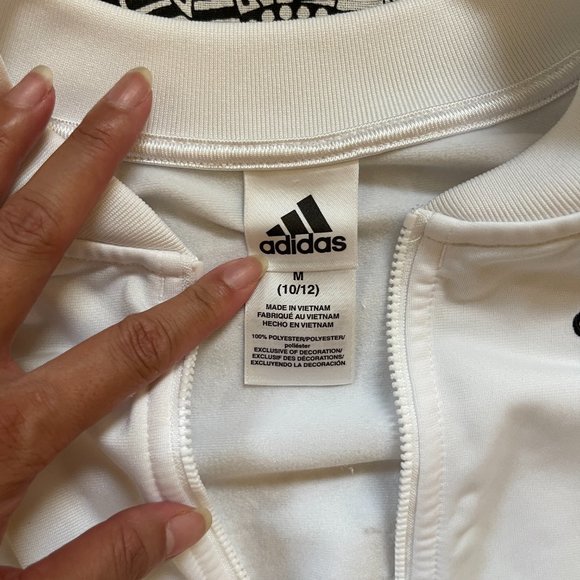 adidas
M
(10/12)
MADE IN VIETNAM
FABRIQUÉ AU VIETNAM
HECHO EN VIETNAM
100% POLYESTER/POLYESTER/
poliéster
EXCLUSIVE OF DECORATION/
EXCLUSIF DES DÉCORATIONS/
EXCLUYENDO LA DECORACIÓN